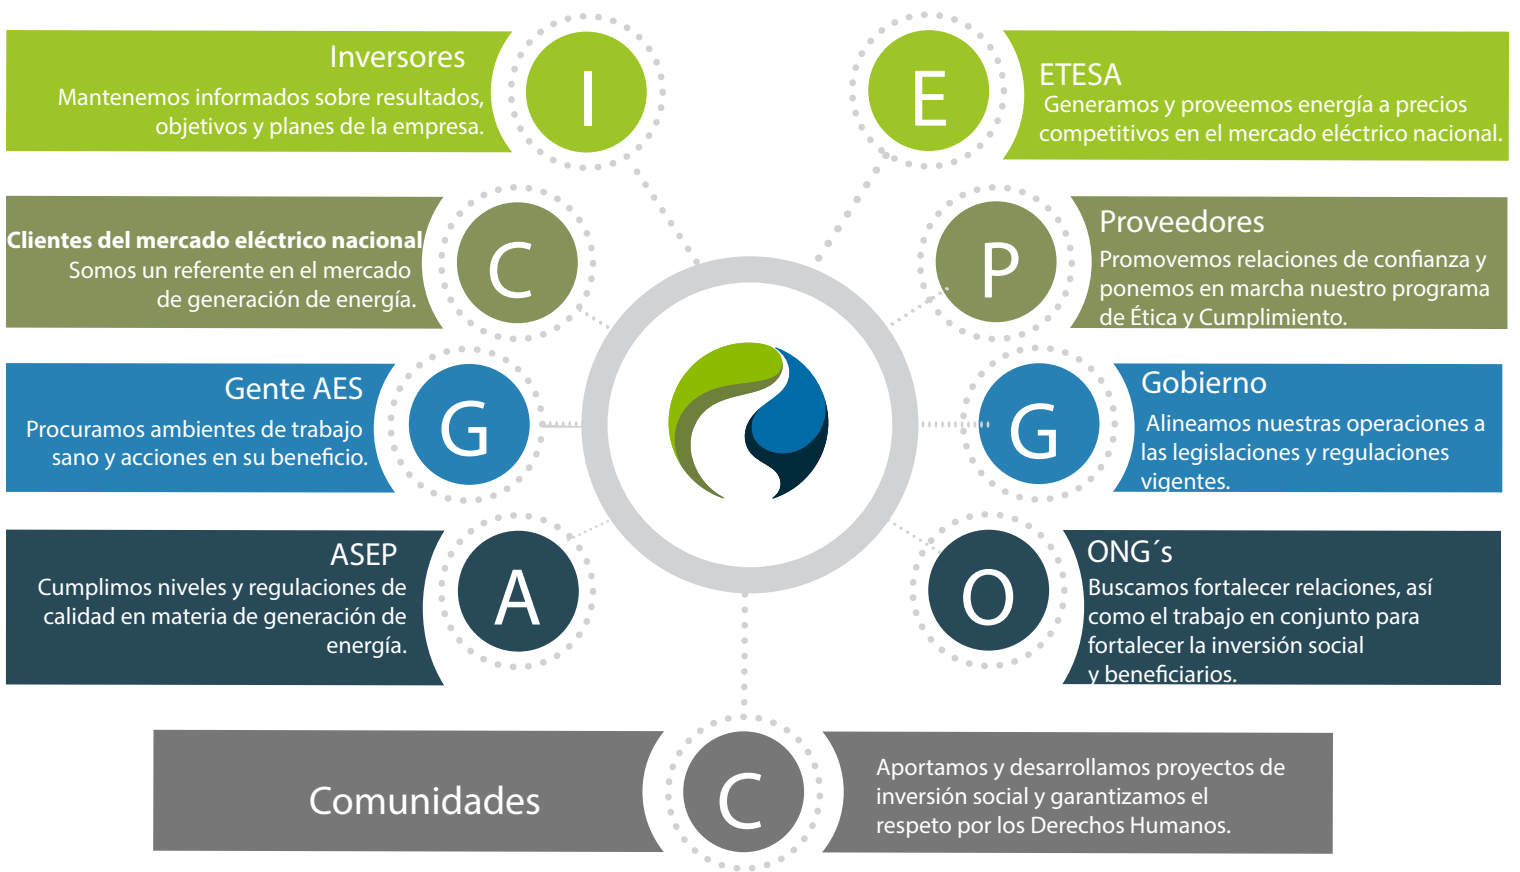 Inversores
Mantenemos informados sobre resultados,
objetivos y planes de la empresa.
I
E
ETESA
Generamos y proveemos energía a precios
competitivos en el mercado eléctrico nacional.
Clientes del mercado eléctrico nacional
Somos un referente en el mercado
de generación de energía.
C
P
Proveedores
Promovemos relaciones de confianza y
ponemos en marcha nuestro programa
de Ética y Cumplimiento.
Gente AES
Procuramos ambientes de trabajo
sano y acciones en su beneficio.
G
G
Gobierno
Alineamos nuestras operaciones a
las legislaciones y regulaciones
vigentes.
ASEP
Cumplimos niveles y regulaciones de
calidad en materia de generación de
energía.
A
O
ONG´s
Buscamos fortalecer relaciones, así
como el trabajo en conjunto para
fortalecer la inversión social
y beneficiarios.
Comunidades
C
Aportamos y desarrollamos proyectos de
inversión social y garantizamos el
respeto por los Derechos Humanos.